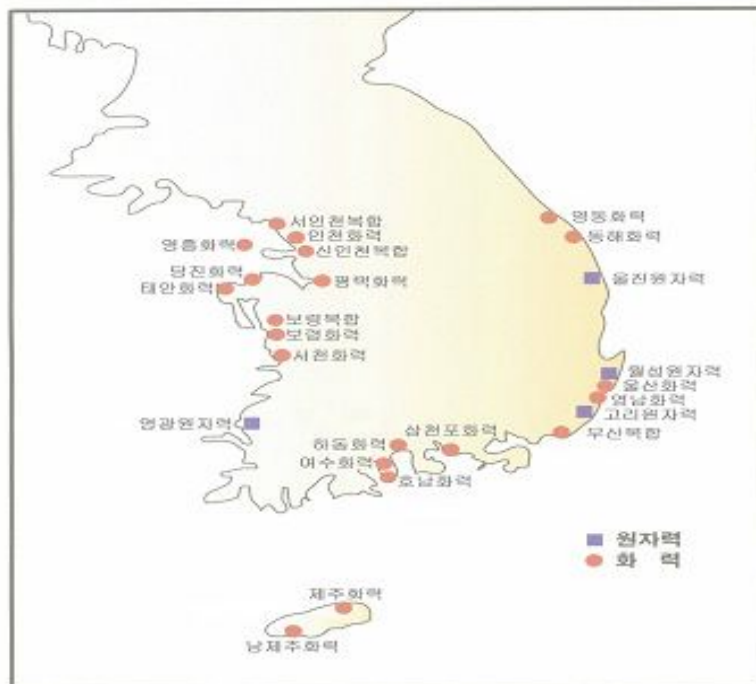 서인천복합
인천화력
영흥화력
신인천복합
당진화력
평택화력
태안화력
보령복합
보령화력
서천화력
영광원자력
영동화력
동해화력
울진원자력
월성원자력
울산화력
영남화력
고리원자력
부산복합
삼천포화력
하동화력
여수화력
호남화력
원자력
화 력
제주화력
남제주화력